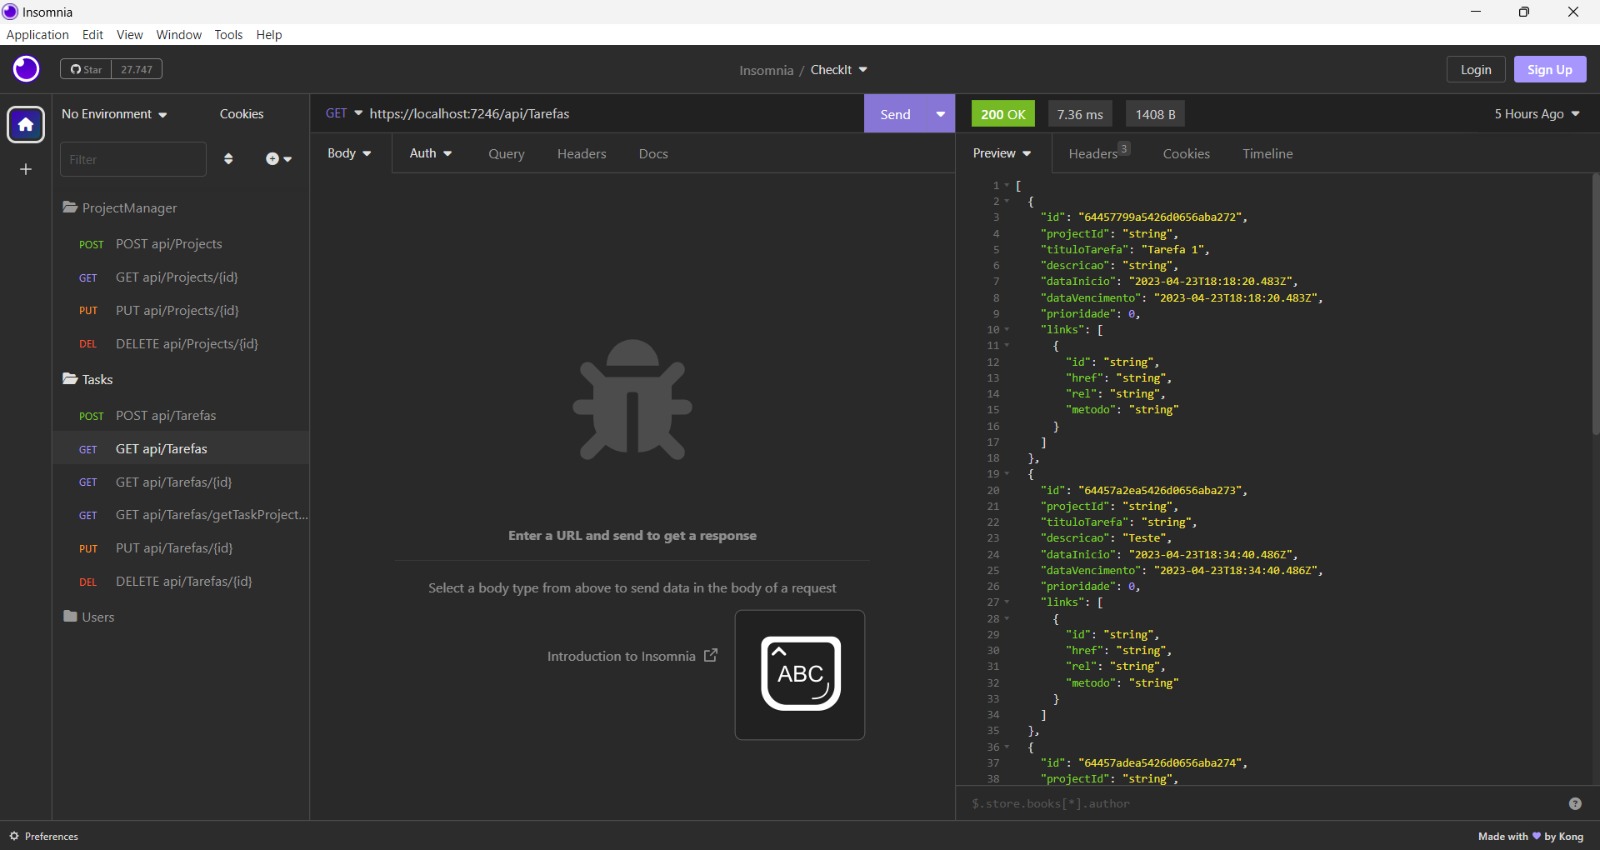 Insomnia
Application Edit View Window Tools Help
Star 27.747
Insomnia / CheckIt
Login
Sign Up
No Environment
Cookies
Filter
ProjectManager
POST POST api/Projects
GET GET api/Projects/{id}
PUT PUT api/Projects/{id}
DEL DELETE api/Projects/{id}
Tasks
POST POST api/Tarefas
GET GET api/Tarefas
GET GET api/Tarefas/{id}
GET GET api/Tarefas/getTaskProject...
PUT PUT api/Tarefas/{id}
DEL DELETE api/Tarefas/{id}
Users
GET https://localhost:7246/api/Tarefas
Send
Body Auth Query Headers Docs
Enter a URL and send to get a response
Select a body type from above to send data in the body of a request
Introduction to Insomnia
ABC
200 OK 7.36 ms 1408 B
5 Hours Ago
Preview Headers 3 Cookies Timeline
1 [
2 {
3 "id": "64457799a5426d0656aba272",
4 "projectId": "string",
5 "tituloTarefa": "Tarefa 1",
6 "descricao": "string",
7 "dataInicio": "2023-04-23T18:18:20.483Z",
8 "dataVencimento": "2023-04-23T18:18:20.483Z",
9 "prioridade": 0,
10 "links": [
11 {
12 "id": "string",
13 "href": "string",
14 "rel": "string",
15 "metodo": "string"
16 }
17 ]
18 },
19 {
20 "id": "64457a2ea5426d0656aba273",
21 "projectId": "string",
22 "tituloTarefa": "string",
23 "descricao": "Teste",
24 "dataInicio": "2023-04-23T18:34:40.486Z",
25 "dataVencimento": "2023-04-23T18:34:40.486Z",
26 "prioridade": 0,
27 "links": [
28 {
29 "id": "string",
30 "href": "string",
31 "rel": "string",
32 "metodo": "string"
33 }
34 ]
35 },
36 {
37 "id": "64457adea5426d0656aba274",
38 "projectId": "string",
$.store.books[*].author
Preferences
Made with by Kong